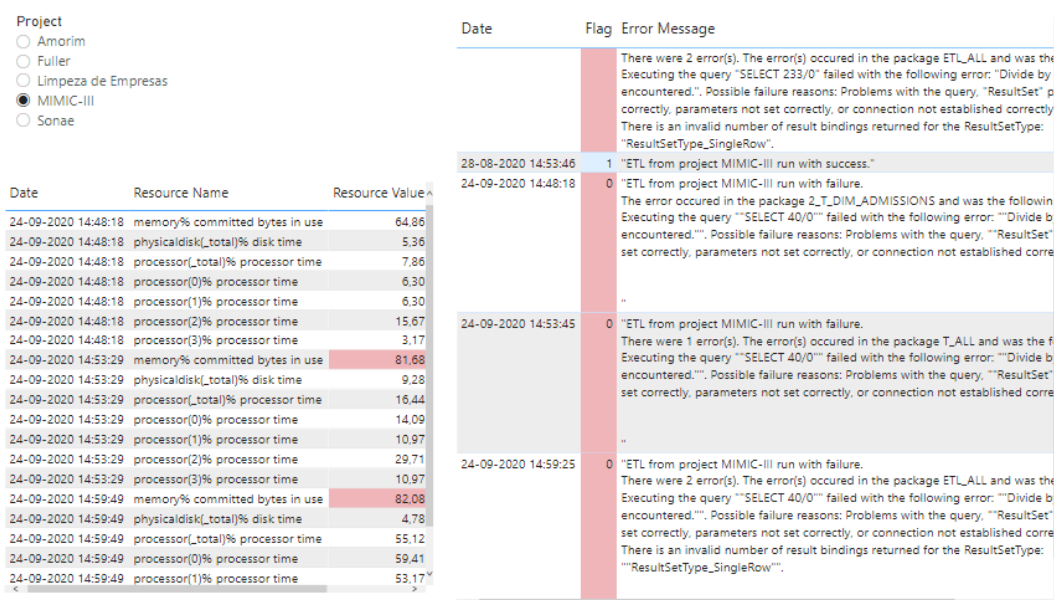 Project
Amorim
Fuller
Limpeza de Empresas
MIMIC-III
Sonae
Date Resource Name Resource Value
24-09-2020 14:48:18 memory% committed bytes in use 64,86
24-09-2020 14:48:18 physicaldisk(_total)% disk time 5,36
24-09-2020 14:48:18 processor(_total)% processor time 7,86
24-09-2020 14:48:18 processor(0)% processor time 6,30
24-09-2020 14:48:18 processor(1)% processor time 6,30
24-09-2020 14:48:18 processor(2)% processor time 15,67
24-09-2020 14:48:18 processor(3)% processor time 3,17
24-09-2020 14:53:29 memory% committed bytes in use 81,68
24-09-2020 14:53:29 physicaldisk(_total)% disk time 9,28
24-09-2020 14:53:29 processor(_total)% processor time 16,44
24-09-2020 14:53:29 processor(0)% processor time 14,09
24-09-2020 14:53:29 processor(1)% processor time 10,97
24-09-2020 14:53:29 processor(2)% processor time 29,71
24-09-2020 14:53:29 processor(3)% processor time 10,97
24-09-2020 14:59:49 memory% committed bytes in use 82,08
24-09-2020 14:59:49 physicaldisk(_total)% disk time 4,78
24-09-2020 14:59:49 processor(_total)% processor time 55,12
24-09-2020 14:59:49 processor(0)% processor time 59,41
24-09-2020 14:59:49 processor(1)% processor time 53,17
Date Flag Error Message
There were 2 error(s). The error(s) occured in the package ETL_ALL and was the
Executing the query "SELECT 233/0" failed with the following error: "Divide by
encountered.". Possible failure reasons: Problems with the query, "ResultSet" p
correctly, parameters not set correctly, or connection not established correctly
There is an invalid number of result bindings returned for the ResultSetType:
"ResultSetType_SingleRow".
28-08-2020 14:53:46 1 "ETL from project MIMIC-III run with success."
24-09-2020 14:48:18 0 "ETL from project MIMIC-III run with failure.
The error occured in the package 2_T_DIM_ADMISSIONS and was the followin
Executing the query ""SELECT 40/0"" failed with the following error: ""Divide b
encountered."". Possible failure reasons: Problems with the query, ""ResultSet"
set correctly, parameters not set correctly, or connection not established corre
"
24-09-2020 14:53:45 0 "ETL from project MIMIC-III run with failure.
There were 1 error(s). The error(s) occured in the package T_ALL and was the f
Executing the query ""SELECT 40/0"" failed with the following error: ""Divide b
encountered."". Possible failure reasons: Problems with the query, ""ResultSet"
set correctly, parameters not set correctly, or connection not established corre
"
24-09-2020 14:59:25 0 "ETL from project MIMIC-III run with failure.
There were 2 error(s). The error(s) occured in the package ETL_ALL and was the
Executing the query ""SELECT 40/0"" failed with the following error: ""Divide b
encountered."". Possible failure reasons: Problems with the query, ""ResultSet"
set correctly, parameters not set correctly, or connection not established corre
There is an invalid number of result bindings returned for the ResultSetType:
""ResultSetType_SingleRow"".